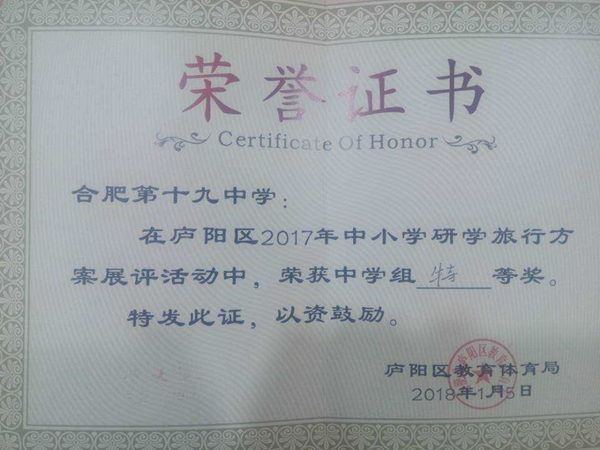 荣誉证书
Certificate Of Honor
合肥第十九中学：
在庐阳区2017年中小学研学旅行方
案展评活动中，荣获中学组特等奖。
特发此证，以资鼓励。
庐阳区教育体育局
2018年1月5日